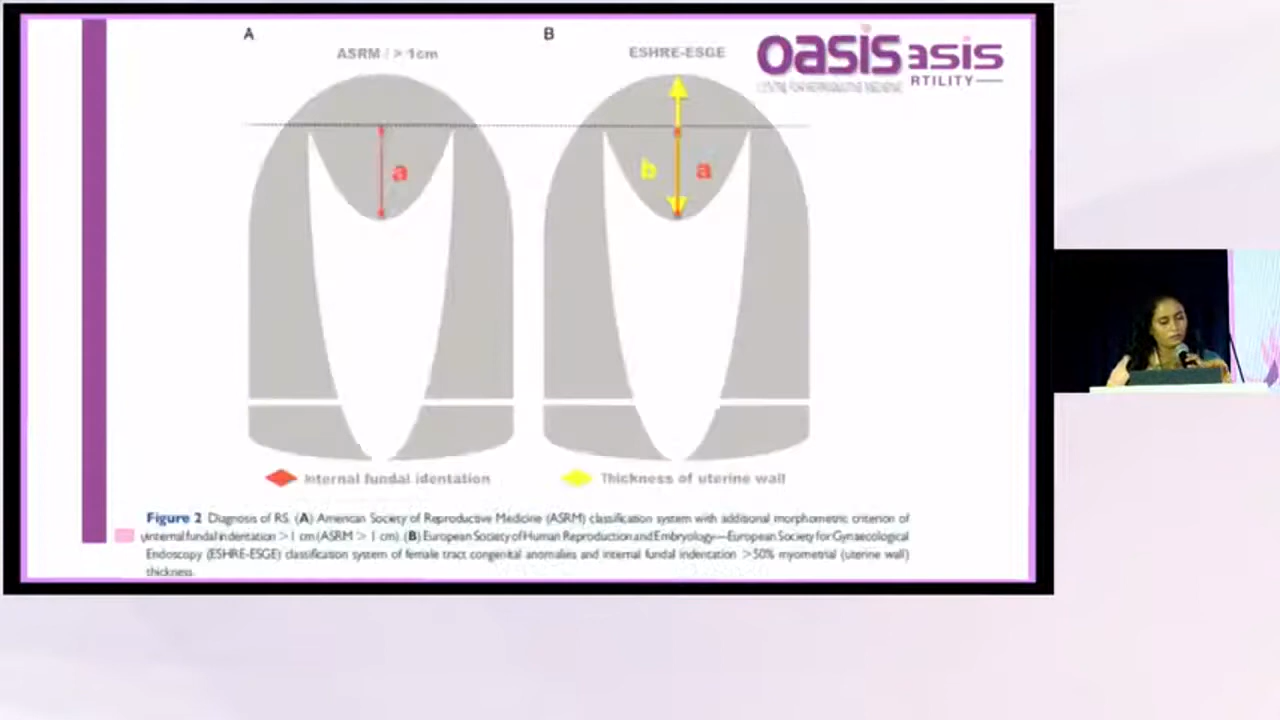 A
B
ASRM / > 1cm
ESHRE-ESGE
oasis
asis
RTILITY
a
b
a
Internal fundal identation
Thickness of uterine wall
Figure 2 Diagnosis of RS. (A) American Society of Reproductive Medicine (ASRM) classification system with additional morphometric criterion of
internal fundal indentation >1 cm (ASRM > 1 cm). (B) European Society of Human Reproduction and Embryology—European Society for Gynaecological
Endoscopy (ESHRE-ESGE) classification system of female tract congenital anomalies and internal fundal indentation >50% myometrial (uterine wall)
thickness.